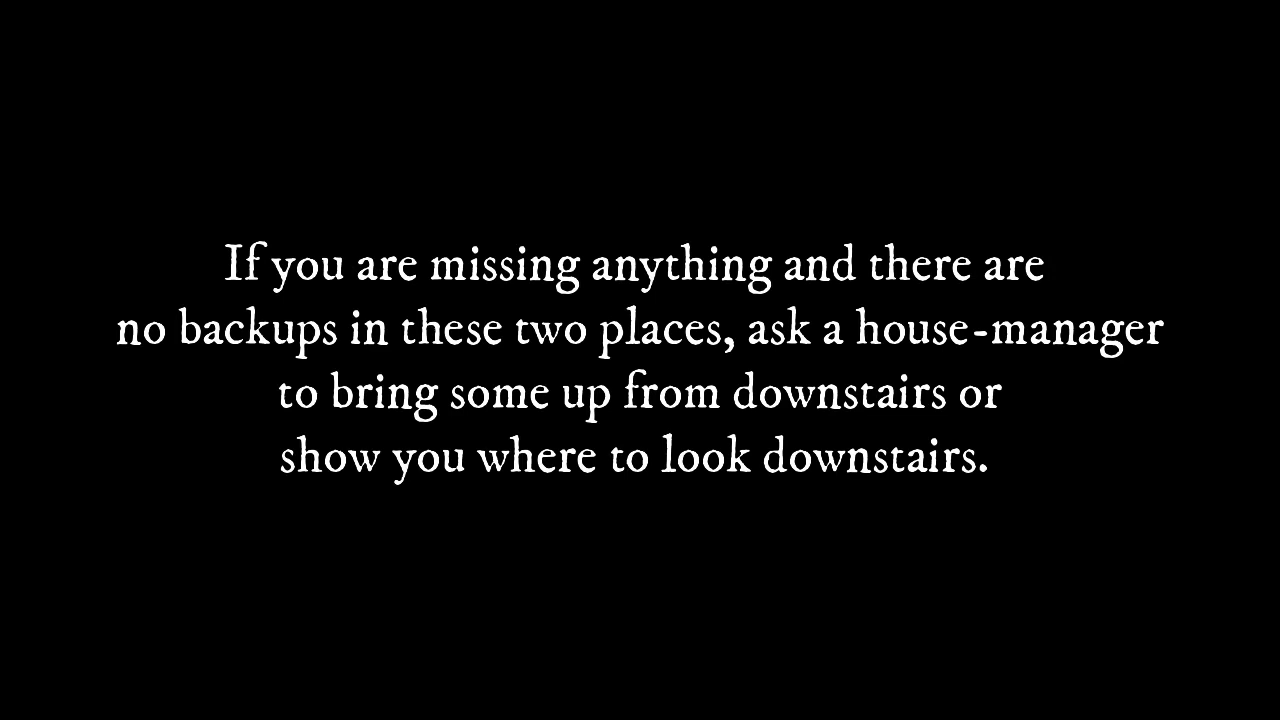 If you are missing anything and there are
no backups in these two places, ask a house-manager
to bring some up from downstairs or
show you where to look downstairs.